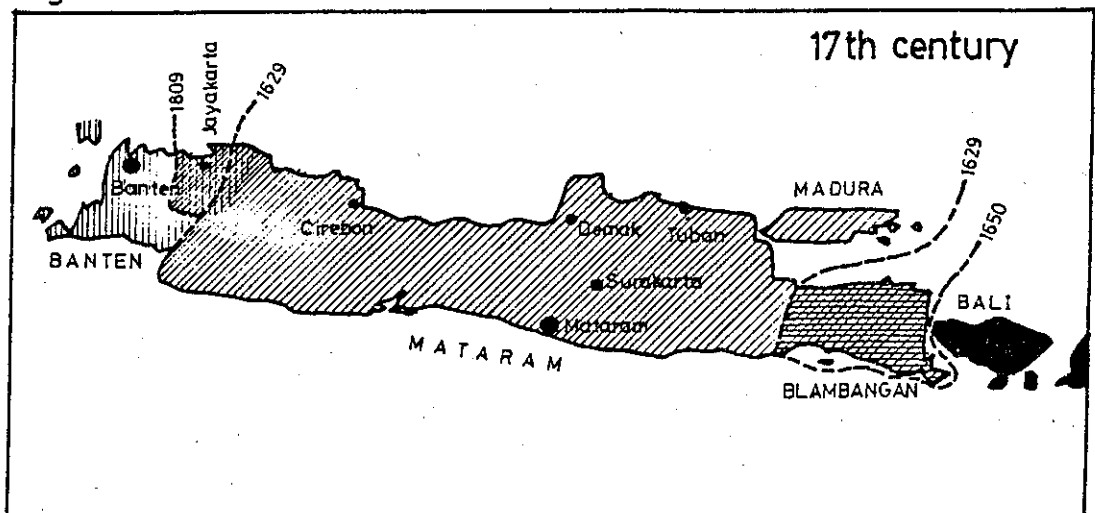 17th century
1809
Jayakarta
1629
Banten
BANTEN
Cirebon
Demak
Tuban
MADURA
1629
1650
Surakarta
Mataram
MATARAM
BALI
BLAMBANGAN